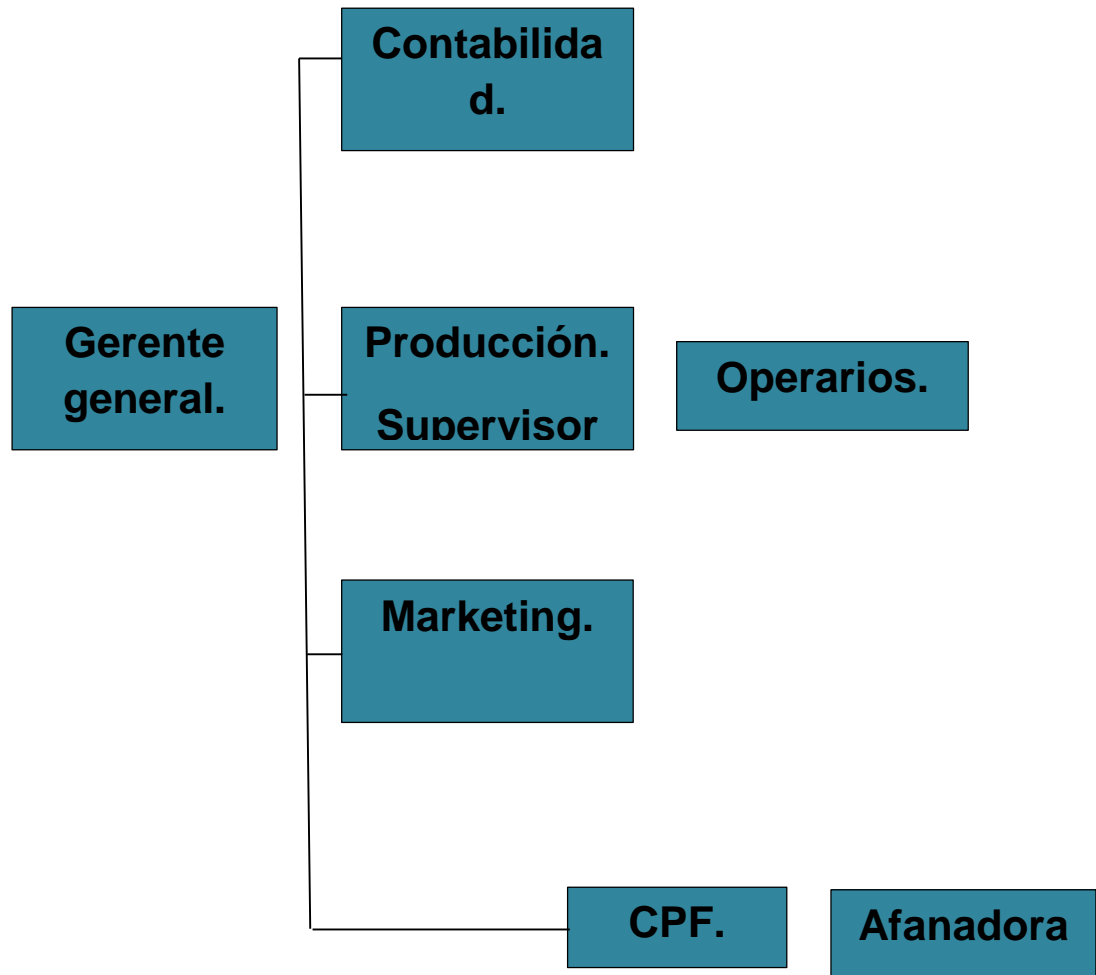 Contabilida
d.
Gerente
general.
Producción.
Supervisor
Operarios.
Marketing.
CPF.
Afanadora